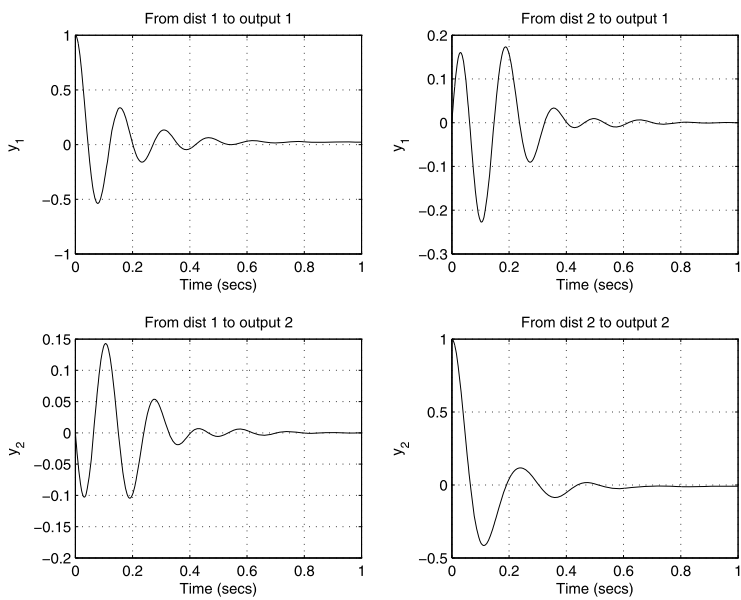 From dist 1 to output 1
1
0.5
0
−0.5
−1
y1
0 0.2 0.4 0.6 0.8 1
Time (secs)
From dist 2 to output 1
0.2
0.1
0
−0.1
−0.2
−0.3
y1
0 0.2 0.4 0.6 0.8 1
Time (secs)
From dist 1 to output 2
0.15
0.1
0.05
0
−0.05
−0.1
−0.15
−0.2
y2
0 0.2 0.4 0.6 0.8 1
Time (secs)
From dist 2 to output 2
1
0.5
0
−0.5
y2
0 0.2 0.4 0.6 0.8 1
Time (secs)